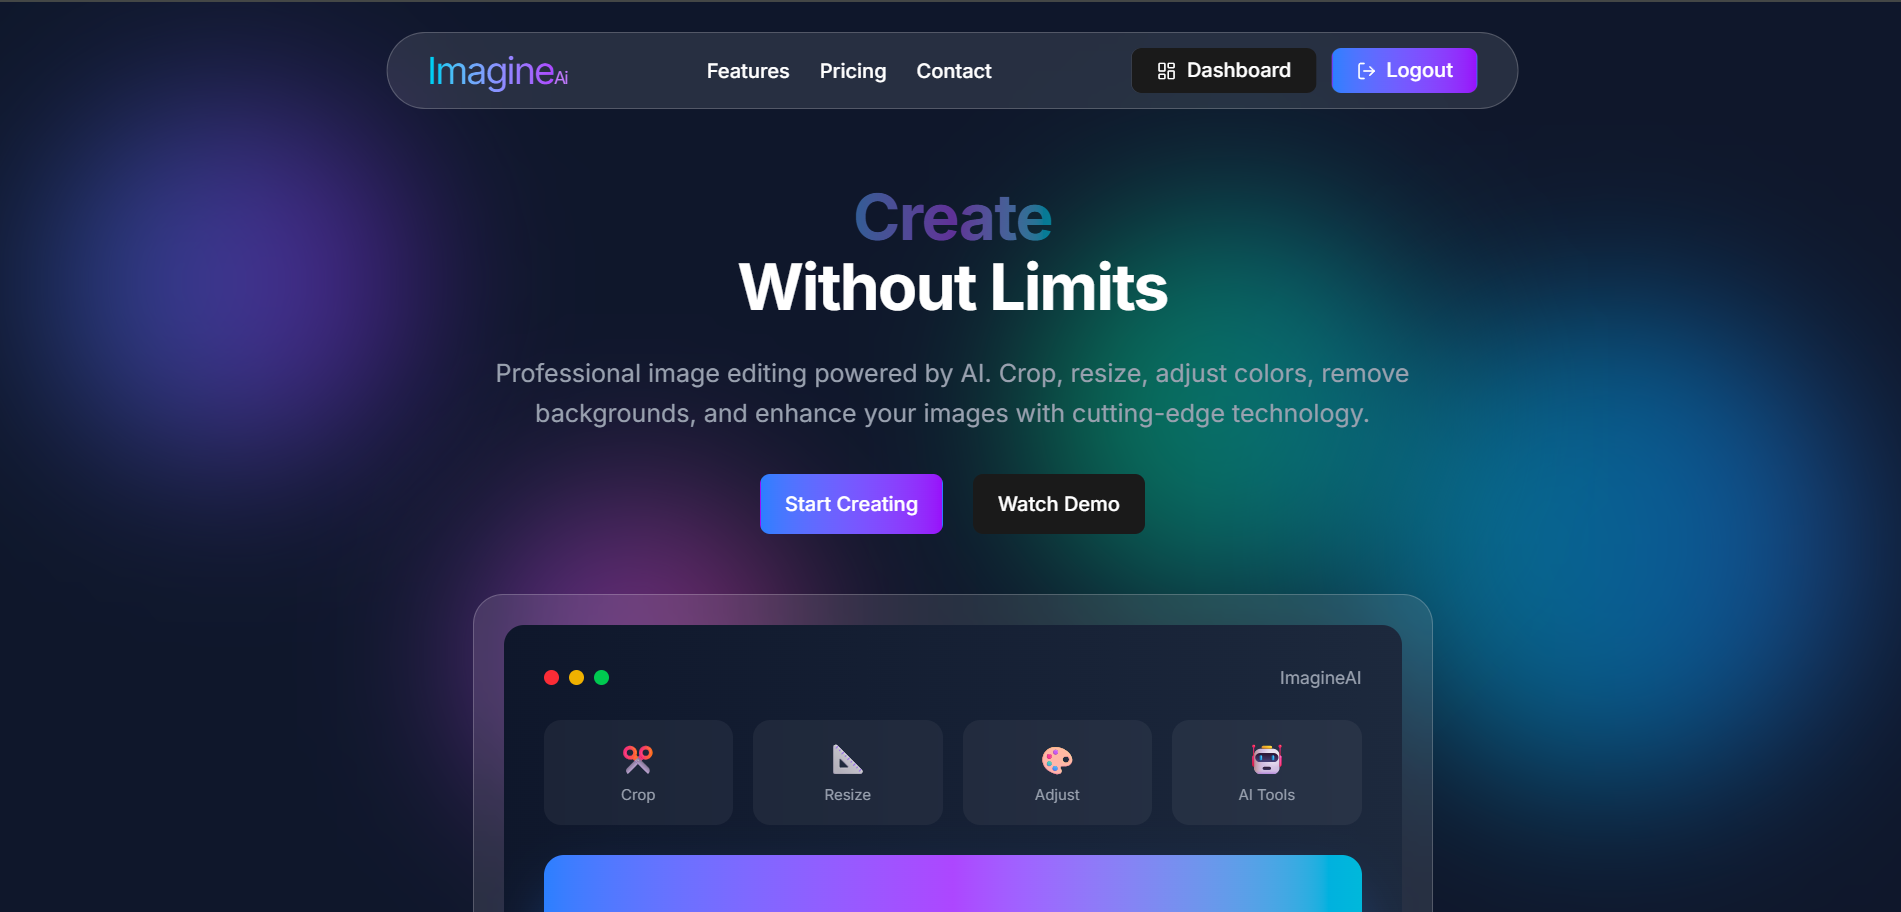 ImagineAi
Features
Pricing
Contact
Dashboard
Logout
Create
Without Limits
Professional image editing powered by AI. Crop, resize, adjust colors, remove
backgrounds, and enhance your images with cutting-edge technology.
Start Creating
Watch Demo
ImagineAI
Crop
Resize
Adjust
AI Tools